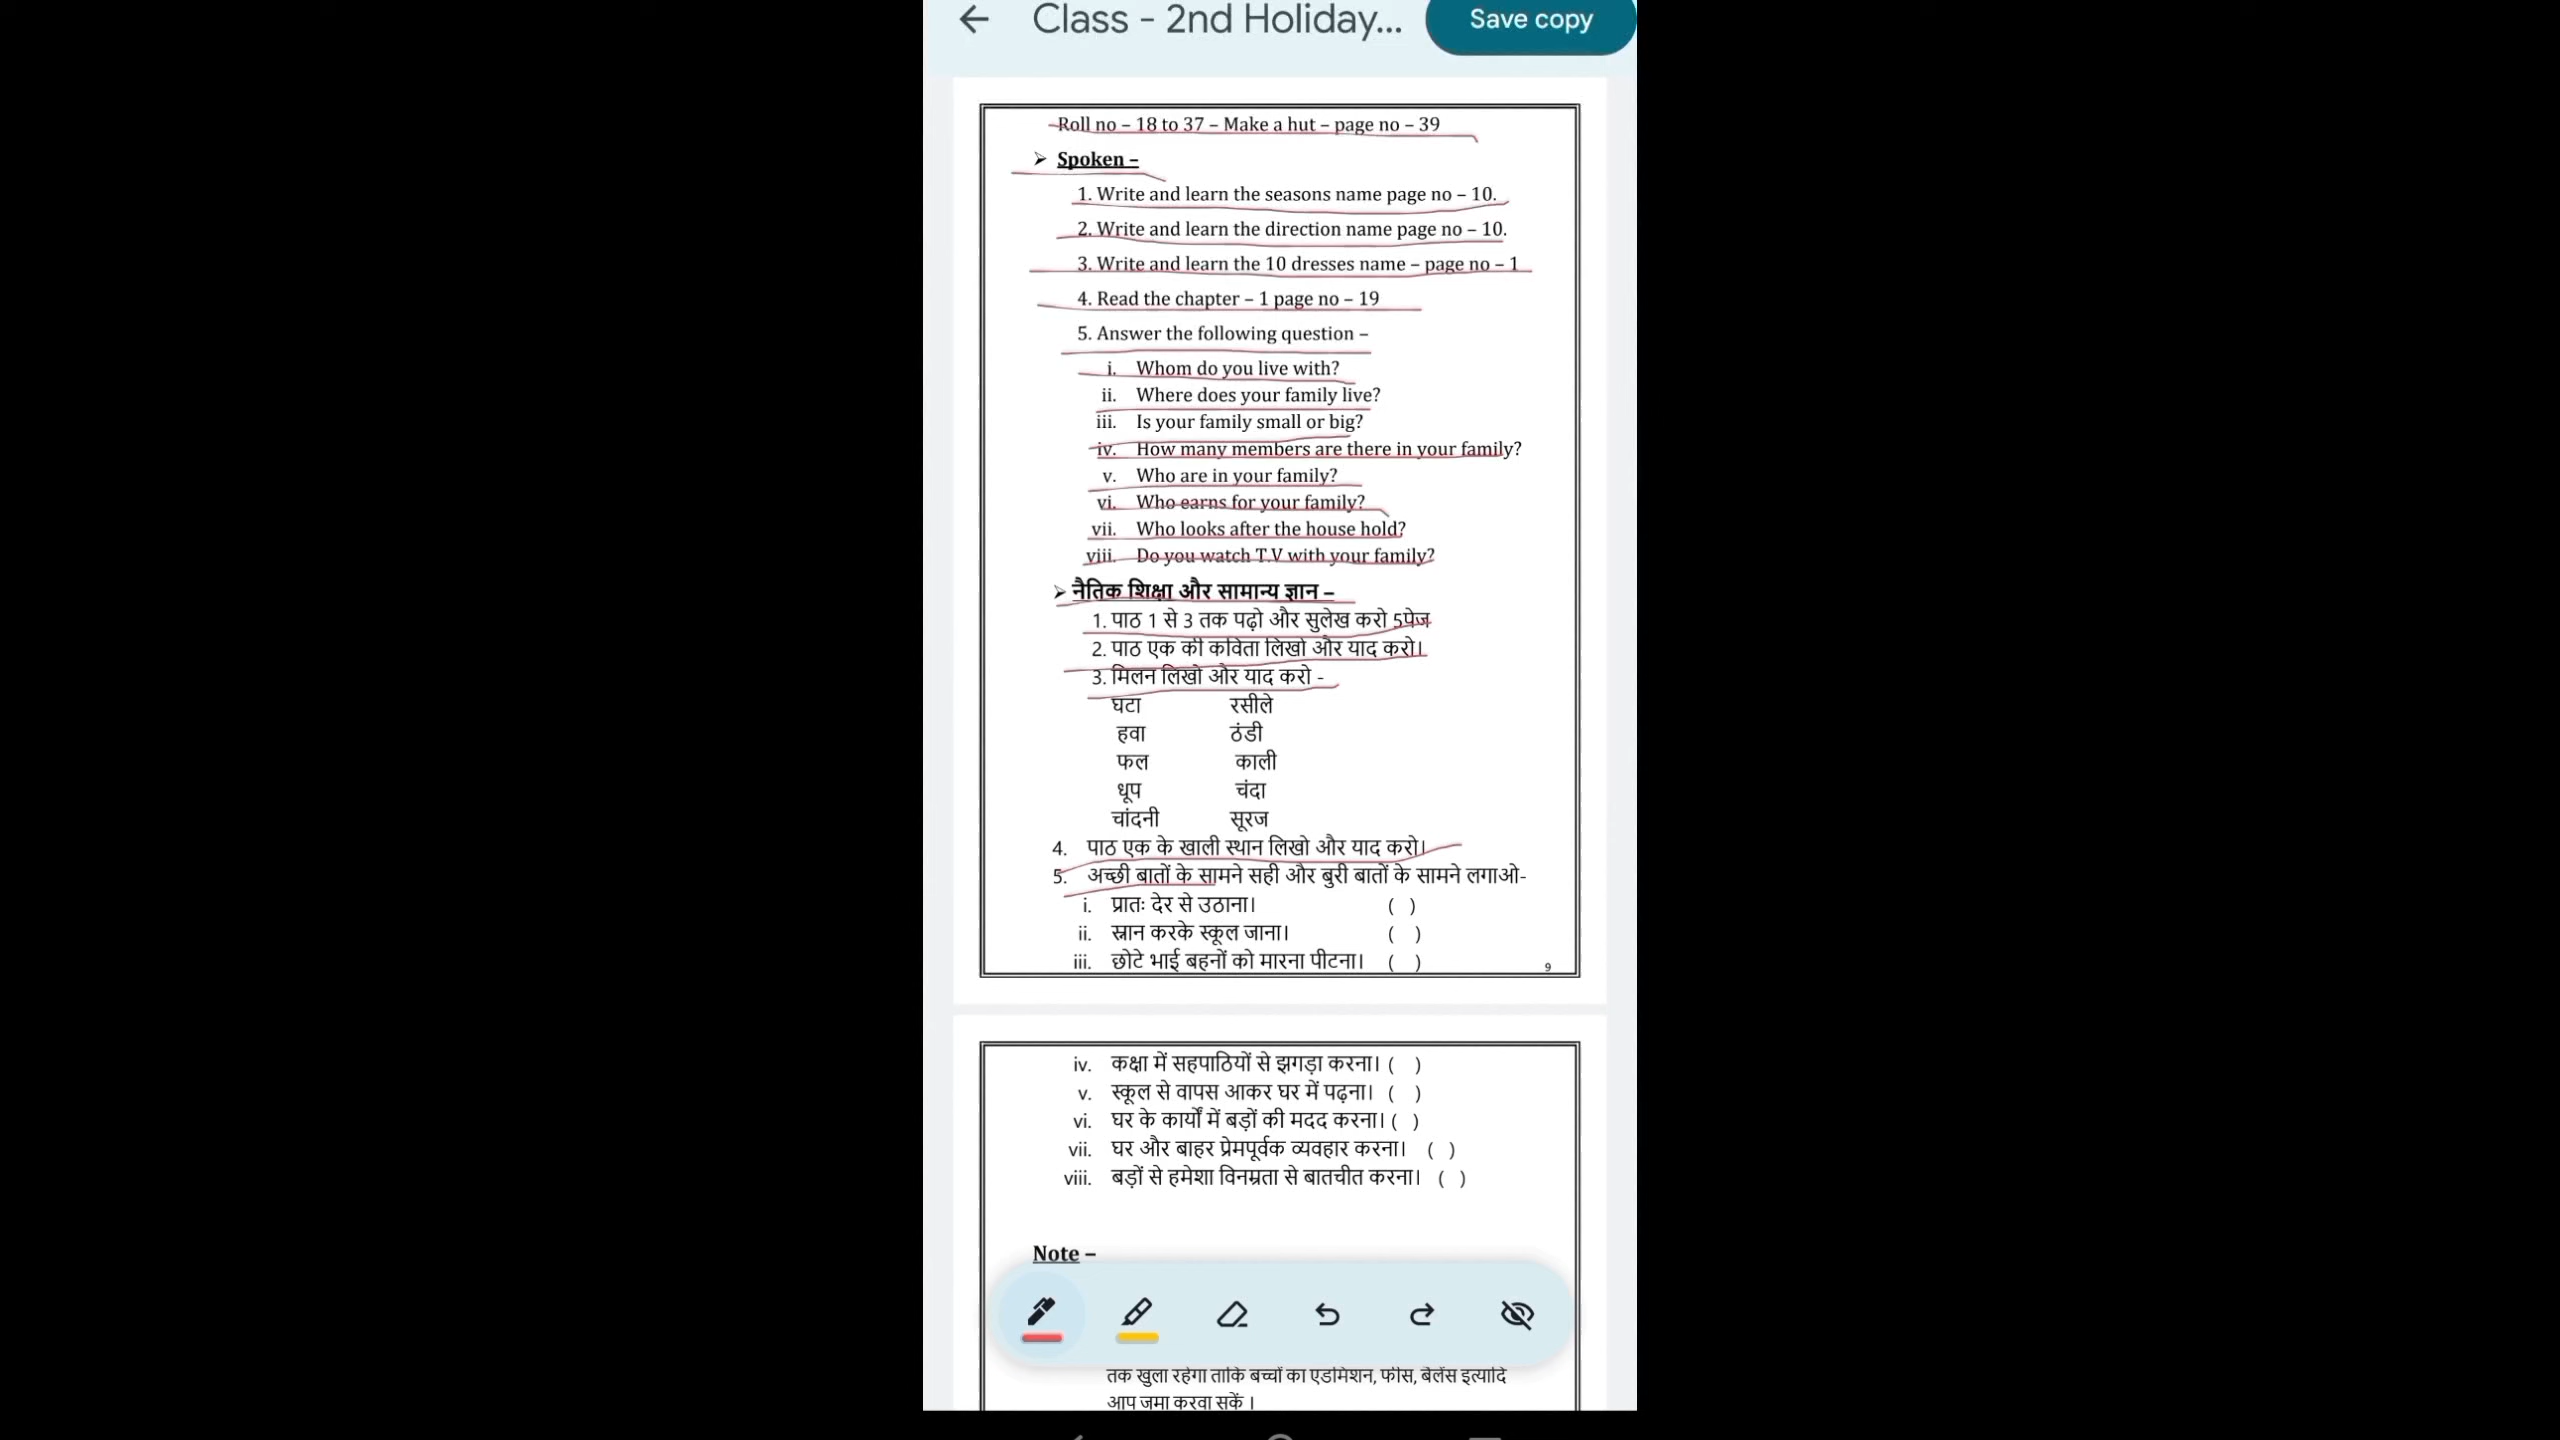 Class - 2nd Holiday...
Save copy
Roll no – 18 to 37 – Make a hut – page no – 39
➢ Spoken –
1. Write and learn the seasons name page no – 10.
2. Write and learn the direction name page no – 10.
3. Write and learn the 10 dresses name – page no – 1
4. Read the chapter – 1 page no – 19
5. Answer the following question –
i. Whom do you live with?
ii. Where does your family live?
iii. Is your family small or big?
iv. How many members are there in your family?
v. Who are in your family?
vi. Who earns for your family?
vii. Who looks after the house hold?
viii. Do you watch T.V with your family?
➢ नैतिक शिक्षा और सामान्य ज्ञान –
1. पाठ 1 से 3 तक पढ़ो और सुलेख करो 5पेज
2. पाठ एक की कविता लिखो और याद करो।
3. मिलन लिखो और याद करो -
घटा रसीले
हवा ठंडी
फल काली
धूप चंदा
चांदनी सूरज
4. पाठ एक के खाली स्थान लिखो और याद करो।
5. अच्छी बातों के सामने सही और बुरी बातों के सामने लगाओ-
i. प्रातः देर से उठाना। ( )
ii. स्नान करके स्कूल जाना। ( )
iii. छोटे भाई बहनों को मारना पीटना। ( )
9
iv. कक्षा में सहपाठियों से झगड़ा करना। ( )
v. स्कूल से वापस आकर घर में पढ़ना। ( )
vi. घर के कार्यों में बड़ों की मदद करना। ( )
vii. घर और बाहर प्रेमपूर्वक व्यवहार करना। ( )
viii. बड़ों से हमेशा विनम्रता से बातचीत करना। ( )
Note –
तक खुला रहेगा ताकि बच्चों का एडमिशन, फीस, बैलेंस इत्यादि
आप जमा करवा सकें ।